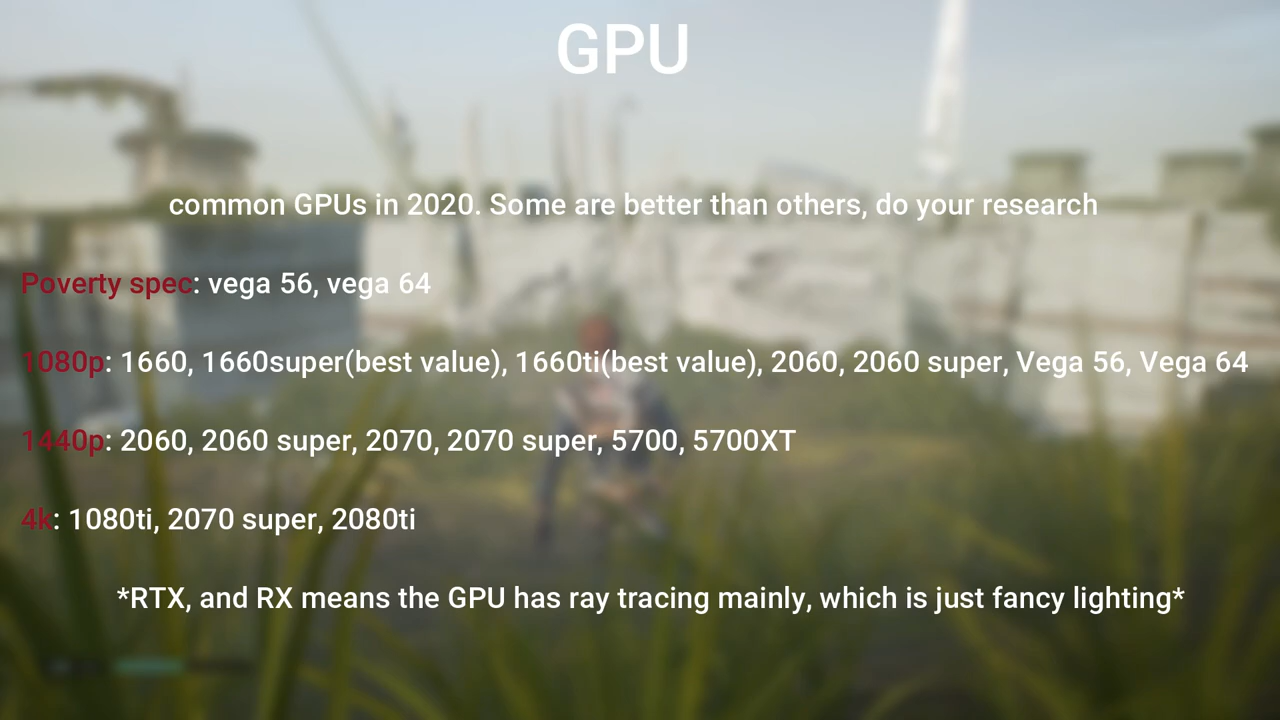 GPU
common GPUs in 2020. Some are better than others, do your research
Poverty spec: vega 56, vega 64
1080p: 1660, 1660super(best value), 1660ti(best value), 2060, 2060 super, Vega 56, Vega 64
1440p: 2060, 2060 super, 2070, 2070 super, 5700, 5700XT
4k: 1080ti, 2070 super, 2080ti
*RTX, and RX means the GPU has ray tracing mainly, which is just fancy lighting*